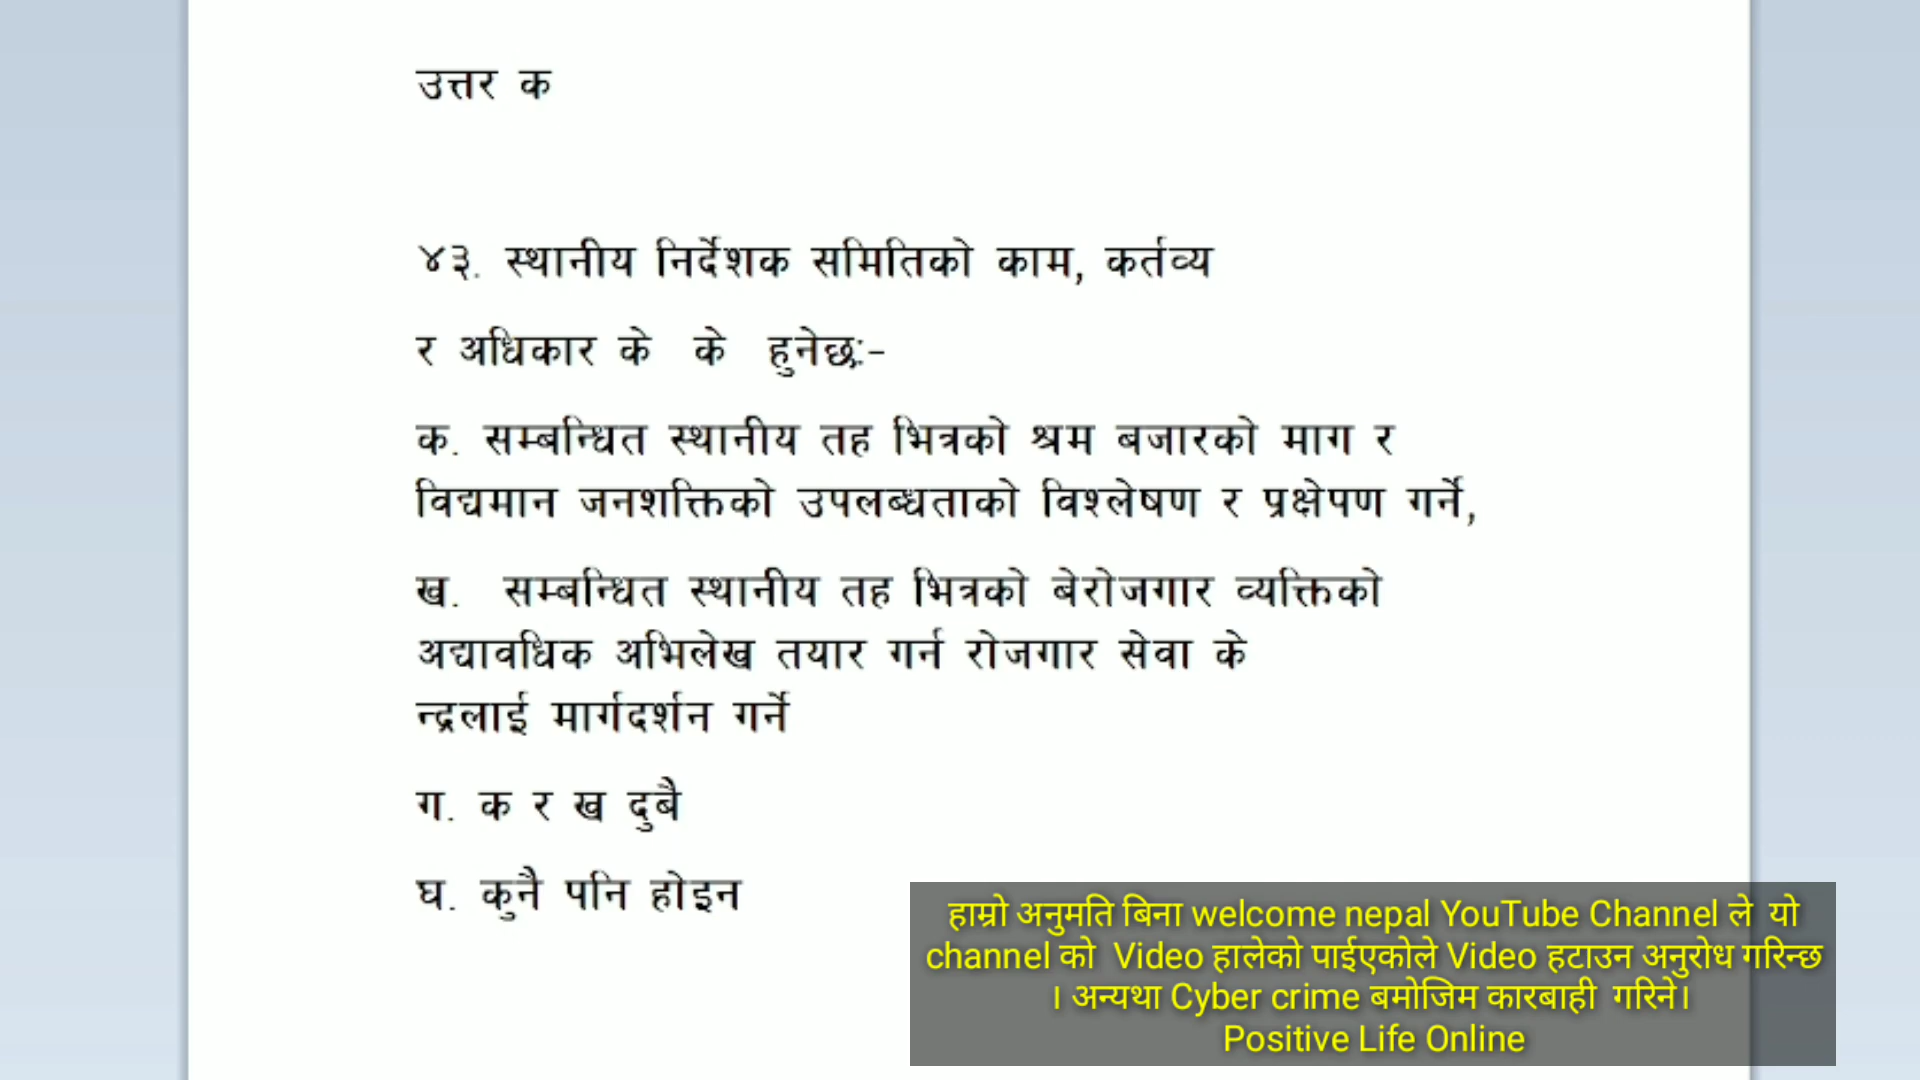 उत्तर क
४३. स्थानीय निर्देशक समितिको काम, कर्तव्य
र अधिकार के के हुनेछ:-
क. सम्बन्धित स्थानीय तह भित्रको श्रम बजारको माग र
विद्यमान जनशक्तिको उपलब्धताको विश्लेषण र प्रक्षेपण गर्ने,
ख. सम्बन्धित स्थानीय तह भित्रको बेरोजगार व्यक्तिको
अद्यावधिक अभिलेख तयार गर्न रोजगार सेवा के
न्द्रलाई मार्गदर्शन गर्ने
ग. क र ख दुबै
घ. कुनै पनि होइन
हाम्रो अनुमति बिना welcome nepal YouTube Channel ले यो
channel को Video हालेको पाईएकोले Video हटाउन अनुरोध गरिन्छ
। अन्यथा Cyber crime बमोजिम कारबाही गरिने।
Positive Life Online